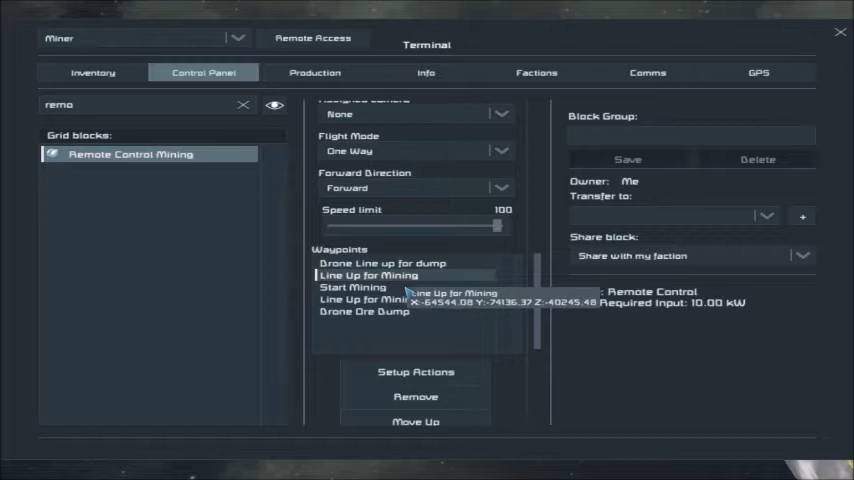 Miner
Remote Access
Terminal
Inventory
Control Panel
Production
Info
Factions
Comms
GPS
remo
Grid blocks:
Remote Control Mining
Assigned camera
None
Flight Mode
One Way
Forward Direction
Forward
Speed limit 100
Waypoints
Drone Line up for dump
Line Up for Mining
Start Mining
Line Up for Mini
Drone Ore Dump
Line Up for Mining
X:-64544.08 Y:-74136.37 Z:-40245.48
Setup Actions
Remove
Move Up
Block Group:
Save
Delete
Owner: Me
Transfer to:
+
Share block:
Share with my faction
: Remote Control
Required Input: 10.00 kW